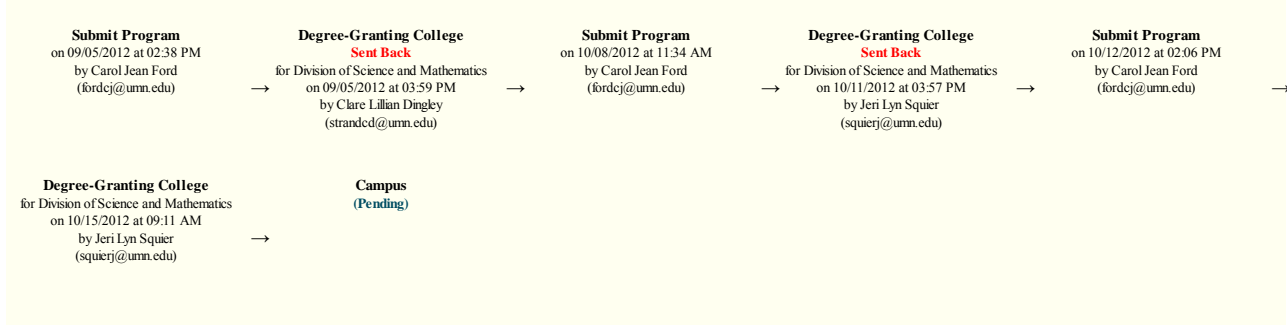 Submit Program
on 09/05/2012 at 02:38 PM
by Carol Jean Ford
(fordcj@umn.edu)
→
Degree-Granting College
Sent Back
for Division of Science and Mathematics
on 09/05/2012 at 03:59 PM
by Clare Lillian Dingley
(strandcd@umn.edu)
→
Submit Program
on 10/08/2012 at 11:34 AM
by Carol Jean Ford
(fordcj@umn.edu)
→
Degree-Granting College
Sent Back
for Division of Science and Mathematics
on 10/11/2012 at 03:57 PM
by Jeri Lyn Squier
(squierj@umn.edu)
→
Submit Program
on 10/12/2012 at 02:06 PM
by Carol Jean Ford
(fordcj@umn.edu)
→
Degree-Granting College
for Division of Science and Mathematics
on 10/15/2012 at 09:11 AM
by Jeri Lyn Squier
(squierj@umn.edu)
→
Campus
(Pending)